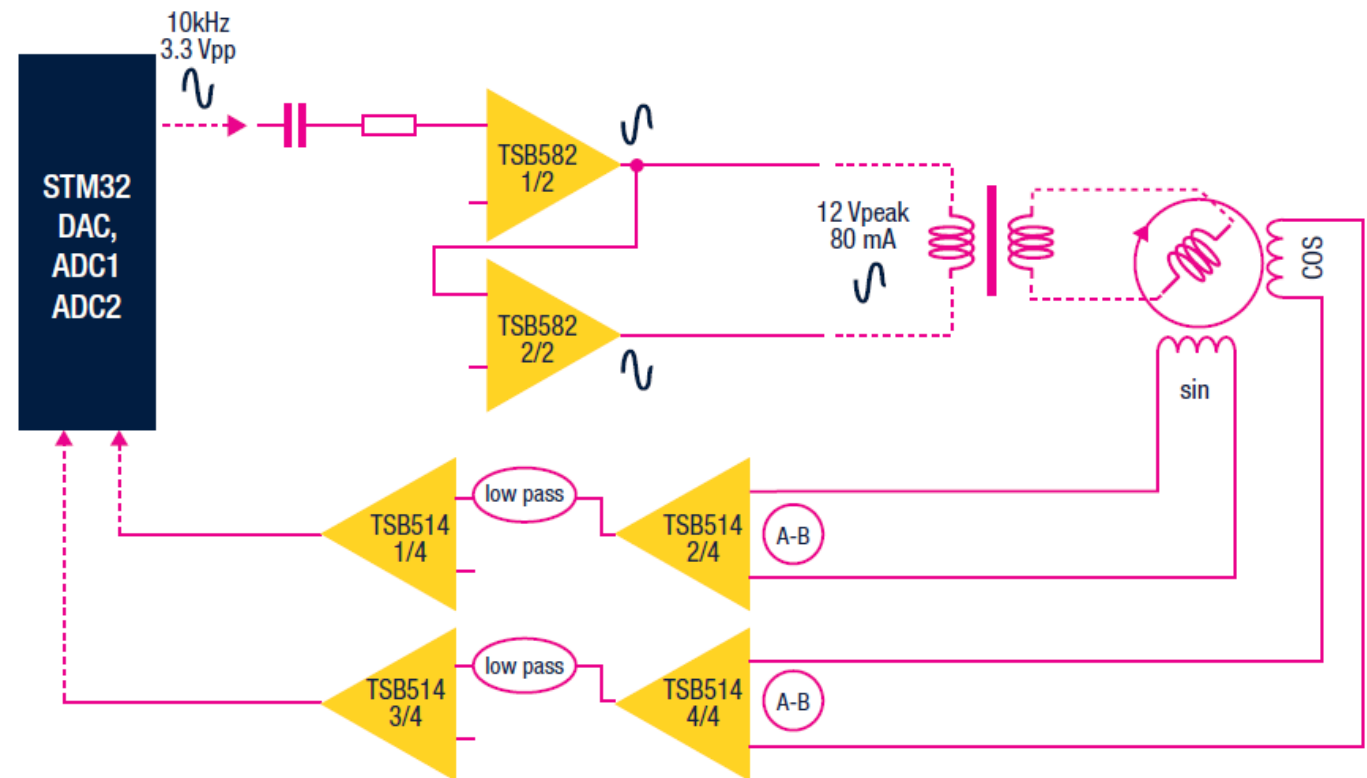 10kHz
3.3 Vpp
STM32
DAC,
ADC1
ADC2
TSB582
1/2
TSB582
2/2
12 Vpeak
80 mA
COS
sin
low pass
TSB514
1/4
TSB514
2/4
A-B
low pass
TSB514
3/4
TSB514
4/4
A-B